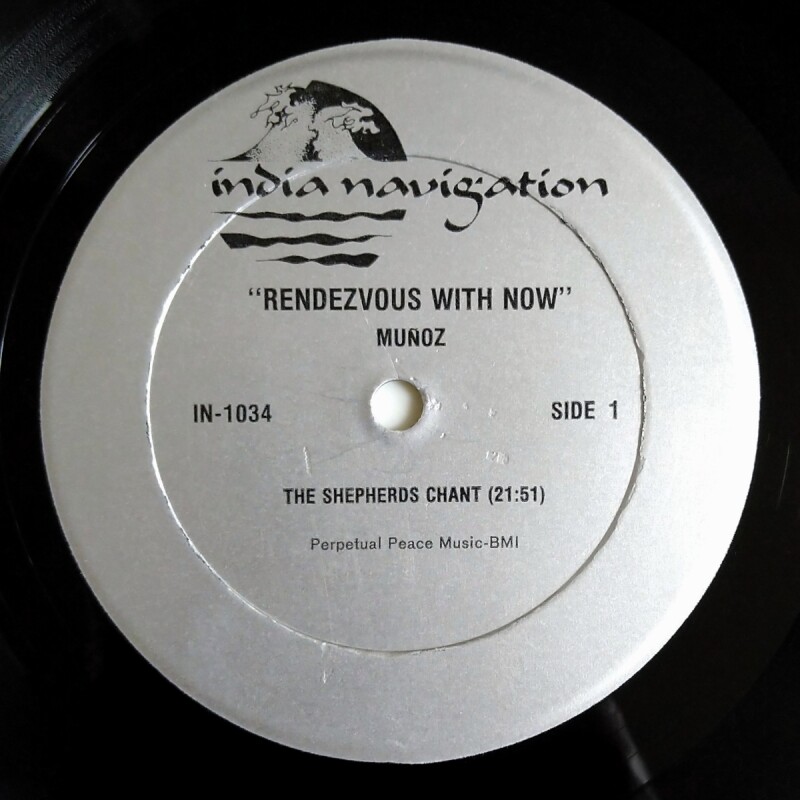 india navigation
“RENDEZVOUS WITH NOW”
MUÑOZ
IN-1034
SIDE 1
THE SHEPHERDS CHANT (21:51)
Perpetual Peace Music-BMI